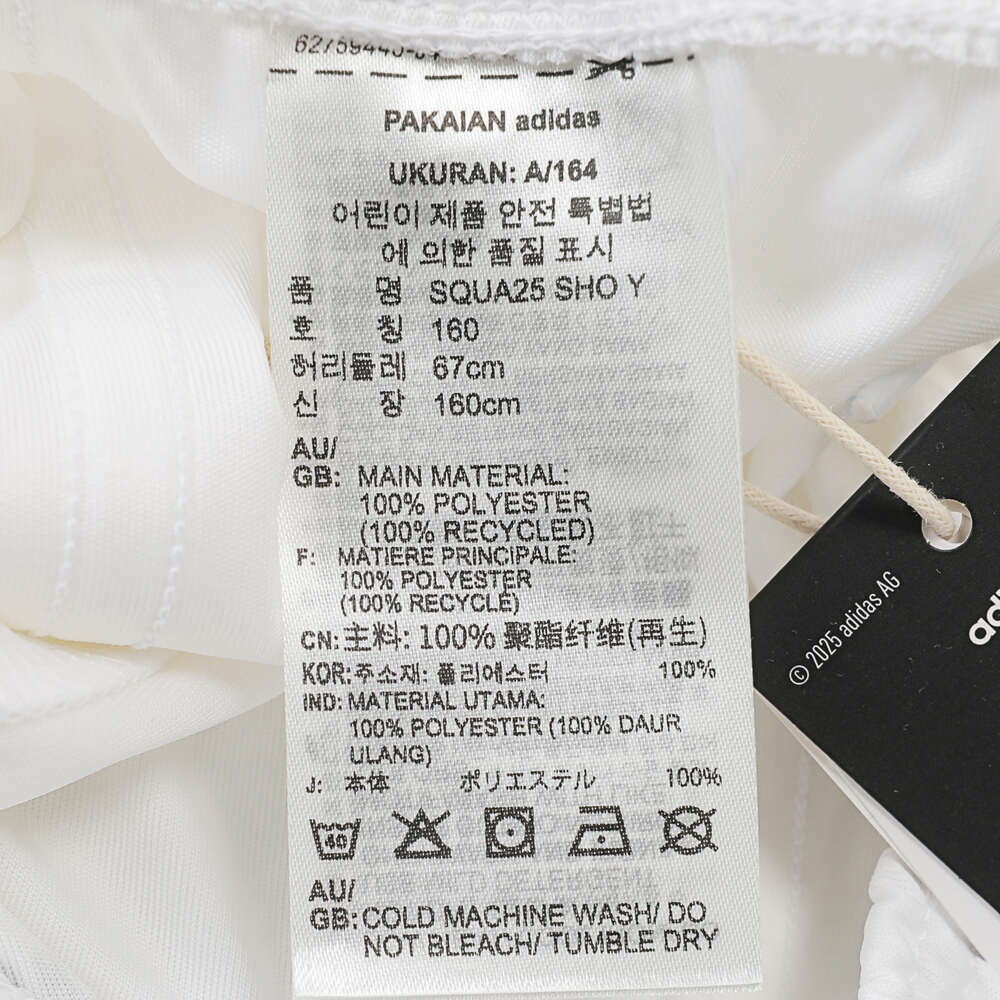 PAKAIAN adidas
UKURAN: A/164
어린이 제품 안전 특별법
에 의한 품질 표시
품 명 SQUA25 SHO Y
호 칭 160
허리둘레 67cm
신 장 160cm
AU/
GB: MAIN MATERIAL:
100% POLYESTER
(100% RECYCLED)
F: MATIERE PRINCIPALE:
100% POLYESTER
(100% RECYCLÉ)
CN: 主料: 100% 聚酯纤维(再生)
KOR: 주소재: 폴리에스터 100%
IND: MATERIAL UTAMA:
100% POLYESTER (100% DAUR
ULANG)
J: 本体 ポリエステル 100%
40
AU/
GB: COLD MACHINE WASH/ DO
NOT BLEACH/ TUMBLE DRY
© 2025 adidas AG